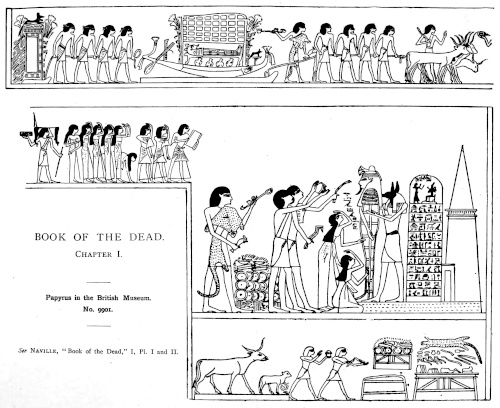 BOOK OF THE DEAD.
CHAPTER I.
Papyrus in the British Museum.
No. 9901.
See NAVILLE, "Book of the Dead," I, Pl. I and II.